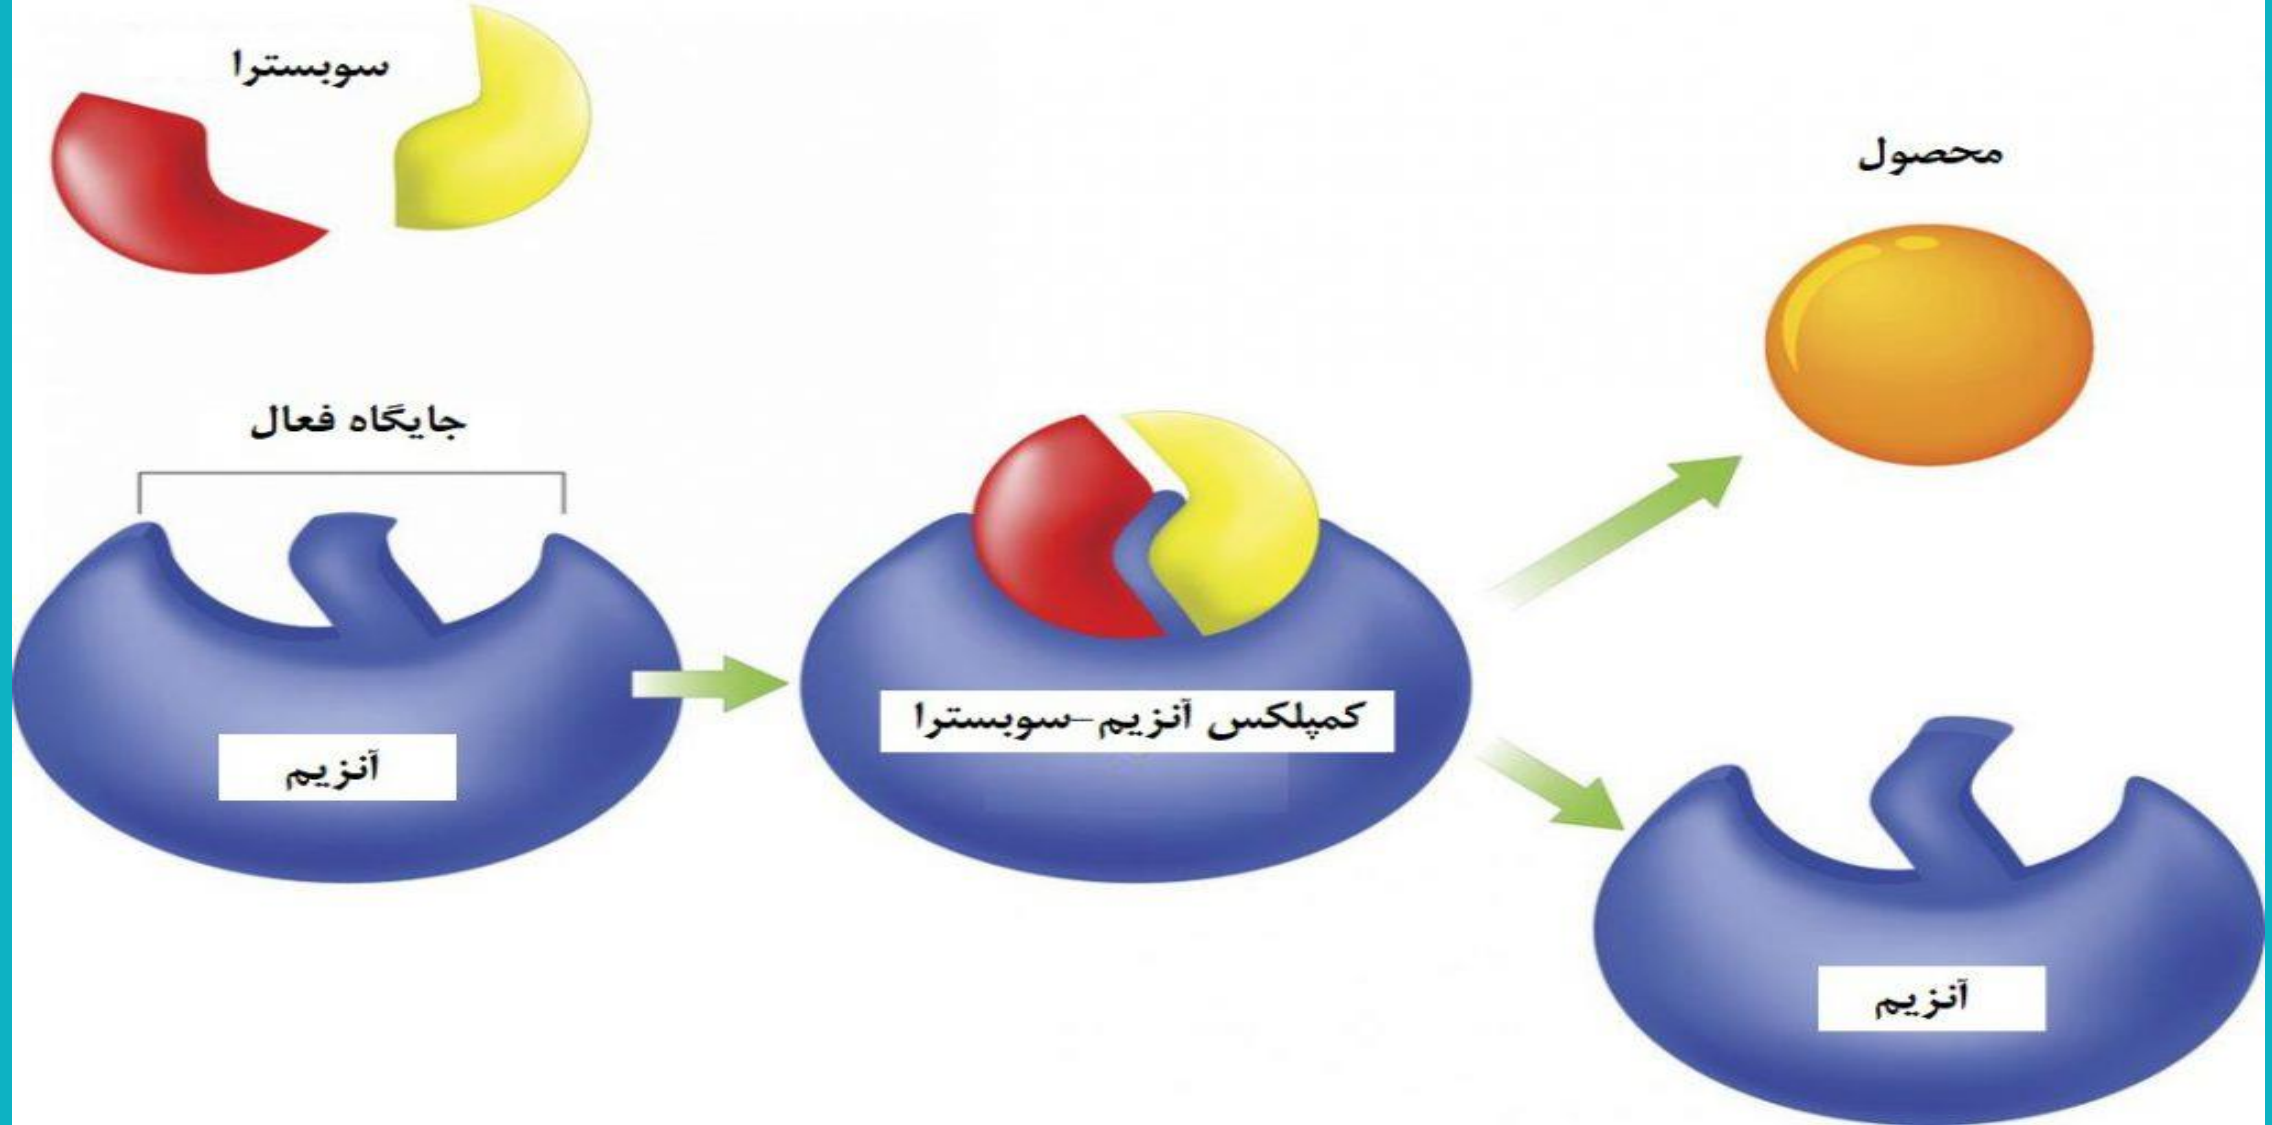 سوبسترا
محصول
جایگاه فعال
آنزیم
کمپلکس آنزیم-سوبسترا
آنزیم